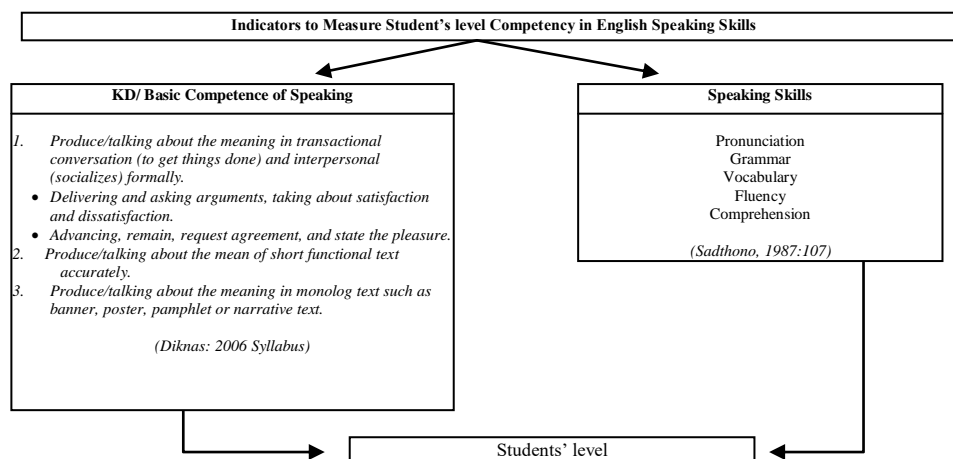 Indicators to Measure Student's level Competency in English Speaking Skills
KD/ Basic Competence of Speaking
1. Produce/talking about the meaning in transactional
conversation (to get things done) and interpersonal
(socializes) formally.
• Delivering and asking arguments, taking about satisfaction
and dissatisfaction.
• Advancing, remain, request agreement, and state the pleasure.
2. Produce/talking about the mean of short functional text
accurately.
3. Produce/talking about the meaning in monolog text such as
banner, poster, pamphlet or narrative text.
(Diknas: 2006 Syllabus)
Speaking Skills
Pronunciation
Grammar
Vocabulary
Fluency
Comprehension
(Sadthono, 1987:107)
Students' level